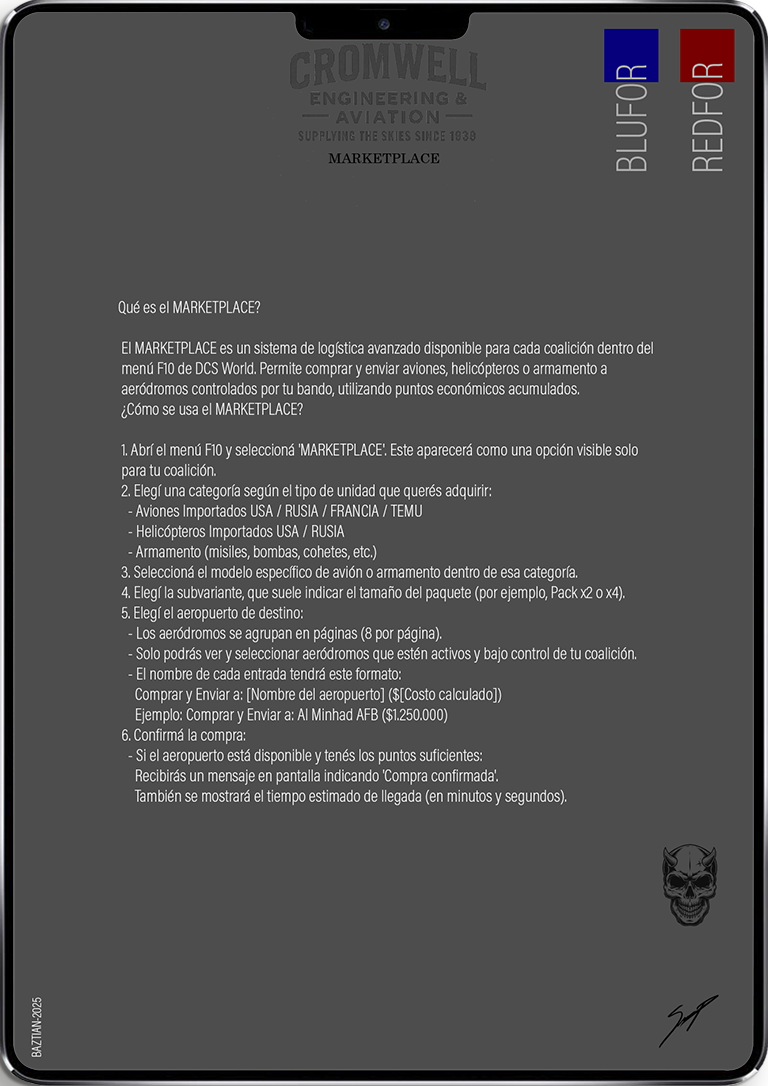 CROMWELL
ENGINEERING &
AVIATION
SUPPLYING THE SKIES SINCE 1939
MARKETPLACE
BLUFOR
REDFOR
Qué es el MARKETPLACE?
El MARKETPLACE es un sistema de logística avanzado disponible para cada coalición dentro del
menú F10 de DCS World. Permite comprar y enviar aviones, helicópteros o armamento a
aeródromos controlados por tu bando, utilizando puntos económicos acumulados.
¿Cómo se usa el MARKETPLACE?
1. Abrí el menú F10 y seleccioná 'MARKETPLACE'. Este aparecerá como una opción visible solo
para tu coalición.
2. Elegí una categoría según el tipo de unidad que querés adquirir:
- Aviones Importados USA / RUSIA / FRANCIA / TEMU
- Helicópteros Importados USA / RUSIA
- Armamento (misiles, bombas, cohetes, etc.)
3. Seleccioná el modelo específico de avión o armamento dentro de esa categoría.
4. Elegí la subvariante, que suele indicar el tamaño del paquete (por ejemplo, Pack x2 o x4).
5. Elegí el aeropuerto de destino:
- Los aeródromos se agrupan en páginas (8 por página).
- Solo podrás ver y seleccionar aeródromos que estén activos y bajo control de tu coalición.
- El nombre de cada entrada tendrá este formato:
Comprar y Enviar a: [Nombre del aeropuerto] ($[Costo calculado])
Ejemplo: Comprar y Enviar a: Al Minhad AFB ($1.250.000)
6. Confirmá la compra:
- Si el aeropuerto está disponible y tenés los puntos suficientes:
Recibirás un mensaje en pantalla indicando 'Compra confirmada'.
También se mostrará el tiempo estimado de llegada (en minutos y segundos).
BAZTIAN-2025